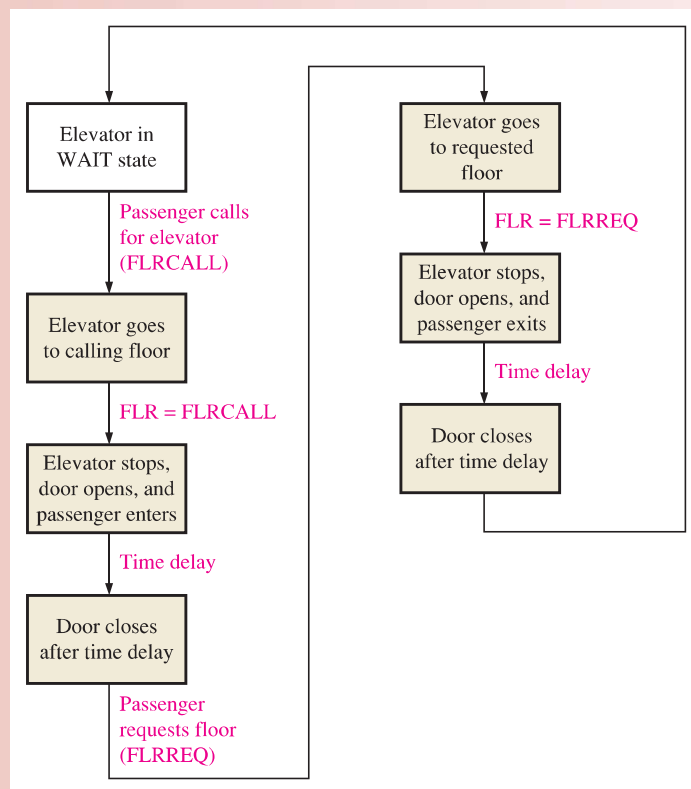 Elevator in
WAIT state
Passenger calls
for elevator
(FLRCALL)
Elevator goes
to calling floor
FLR = FLRCALL
Elevator stops,
door opens, and
passenger enters
Time delay
Door closes
after time delay
Passenger
requests floor
(FLRREQ)
Elevator goes
to requested
floor
FLR = FLRREQ
Elevator stops,
door opens, and
passenger exits
Time delay
Door closes
after time delay